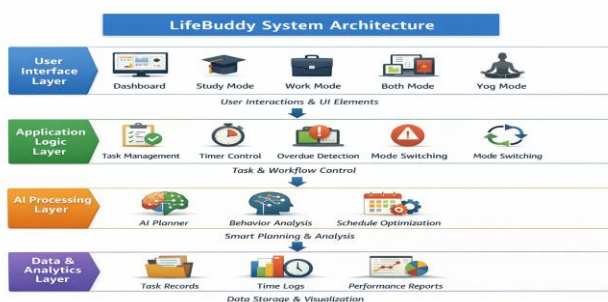 LifeBuddy System Architecture
User Interface Layer
Dashboard
Study Mode
Work Mode
Both Mode
Yog Mode
User Interactions & UI Elements
Application Logic Layer
Task Management
Timer Control
Overdue Detection
Mode Switching
Mode Switching
Task & Workflow Control
AI Processing Layer
AI Planner
Behavior Analysis
Schedule Optimization
Smart Planning & Analysis
Data & Analytics Layer
Task Records
Time Logs
Performance Reports
Data Storage & Visualization